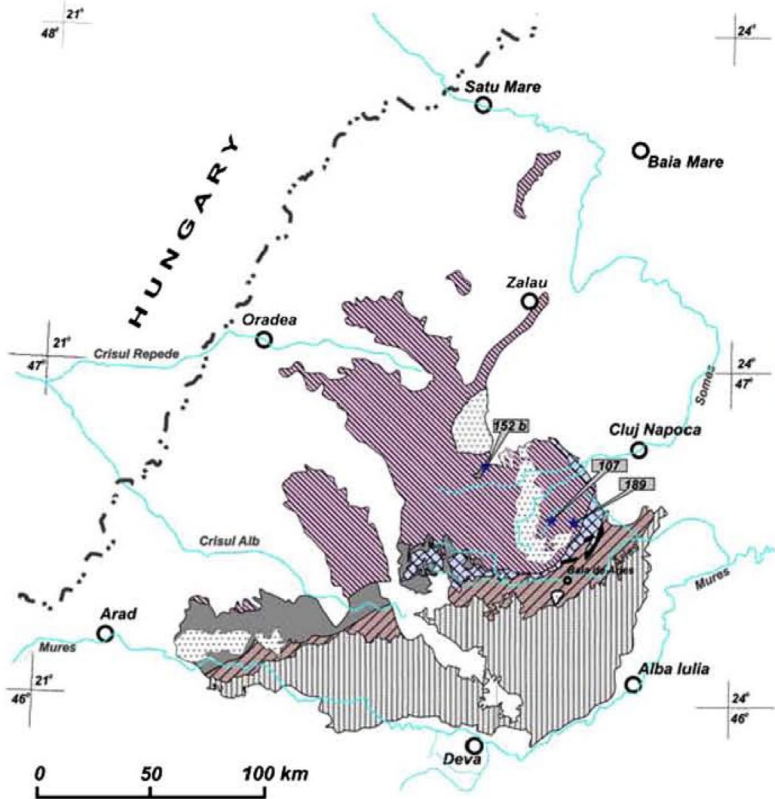 21°
48°
24°
Satu Mare
Baia Mare
HUNGARY
Zalau
Oradea
21°
47°
Crisul Repede
24°
47
Somes
152 b
Cluj Napoca
107
189
Crisul Alb
Aries
Baia de Aries
Mures
Arad
Mures
Alba Iulia
21°
46°
24°
46
Deva
0 50 100 km